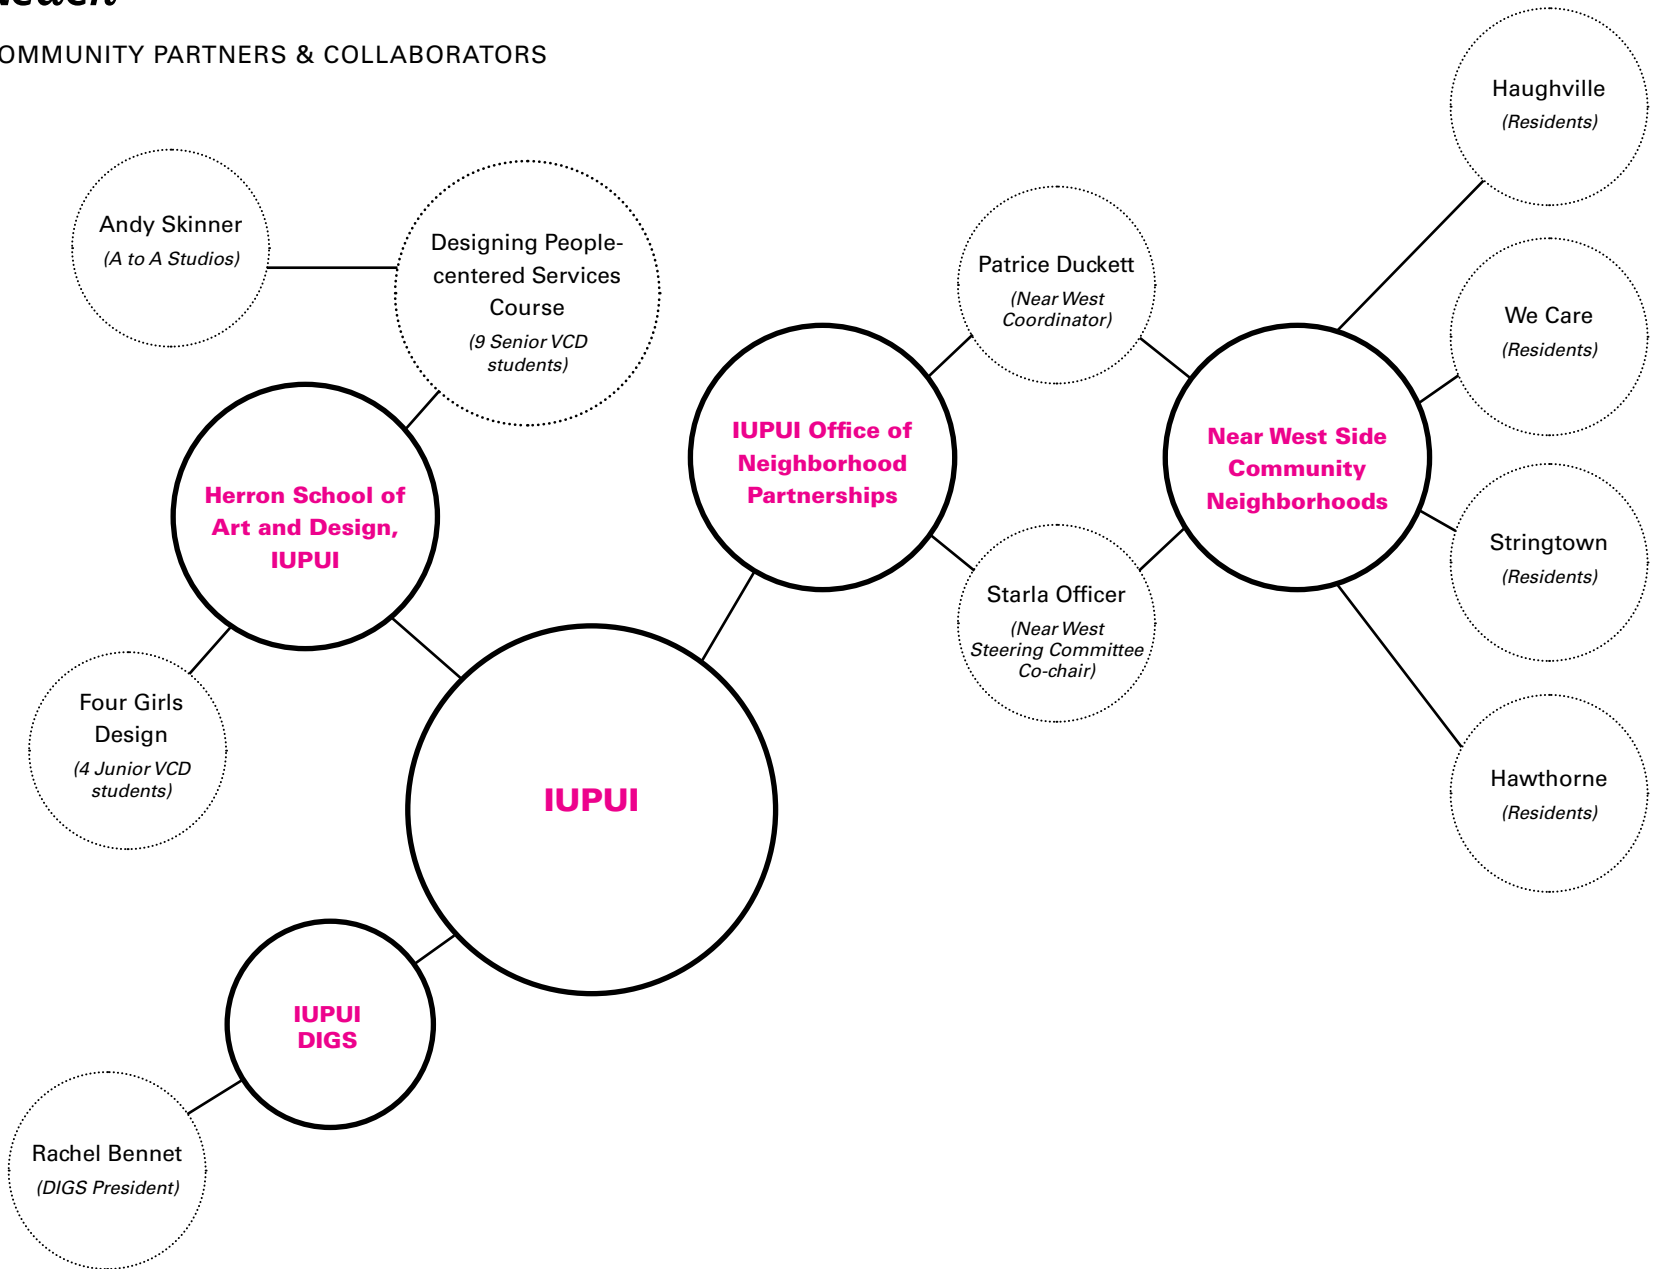 OMMUNITY PARTNERS & COLLABORATORS
Haughville
(Residents)
Andy Skinner
(A to A Studios)
Designing People-
centered Services
Course
(9 Senior VCD
students)
Patrice Duckett
(Near West
Coordinator)
We Care
(Residents)
IUPUI Office of
Neighborhood
Partnerships
Near West Side
Community
Neighborhoods
Herron School of
Art and Design,
IUPUI
Stringtown
(Residents)
Starla Officer
(Near West
Steering Committee
Co-chair)
Four Girls
Design
(4 Junior VCD
students)
IUPUI
Hawthorne
(Residents)
IUPUI
DIGS
Rachel Bennet
(DIGS President)